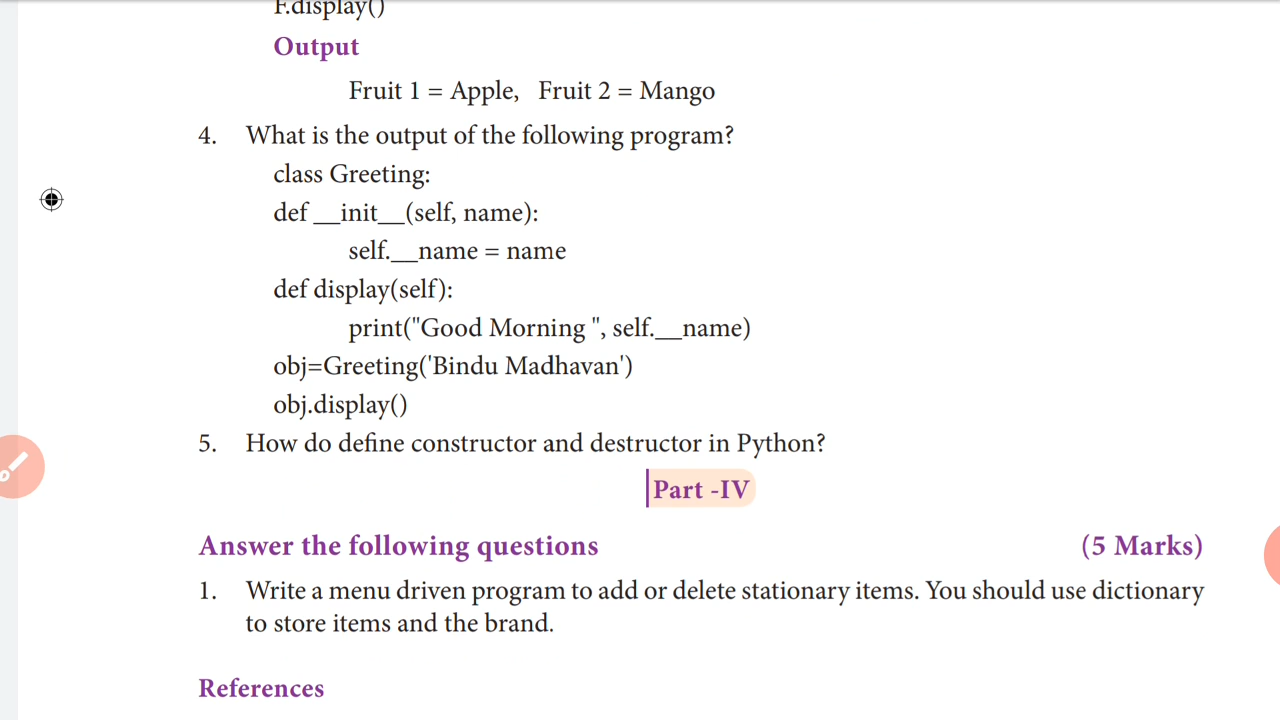 F.display()
Output
Fruit 1 = Apple, Fruit 2 = Mango
4. What is the output of the following program?
class Greeting:
def __init__(self, name):
self.__name = name
def display(self):
print("Good Morning ", self.__name)
obj=Greeting('Bindu Madhavan')
obj.display()
5. How do define constructor and destructor in Python?
Part -IV
Answer the following questions (5 Marks)
1. Write a menu driven program to add or delete stationary items. You should use dictionary
to store items and the brand.
References